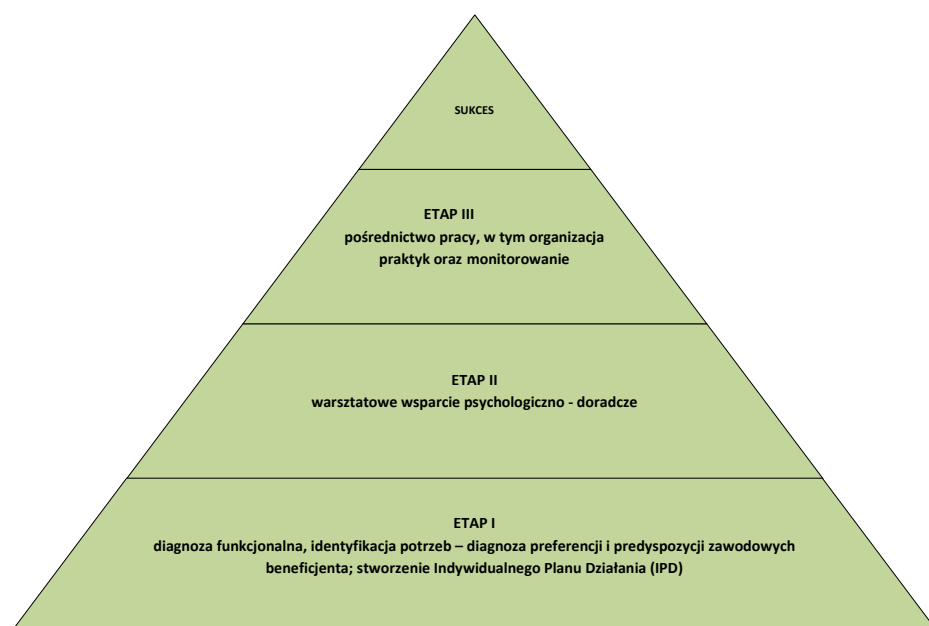 SUKCES
ETAP III
pośrednictwo pracy, w tym organizacja
praktyk oraz monitorowanie
ETAP II
warsztatowe wsparcie psychologiczno - doradcze
ETAP I
diagnoza funkcjonalna, identyfikacja potrzeb – diagnoza preferencji i predyspozycji zawodowych
beneficjenta; stworzenie Indywidualnego Planu Działania (IPD)